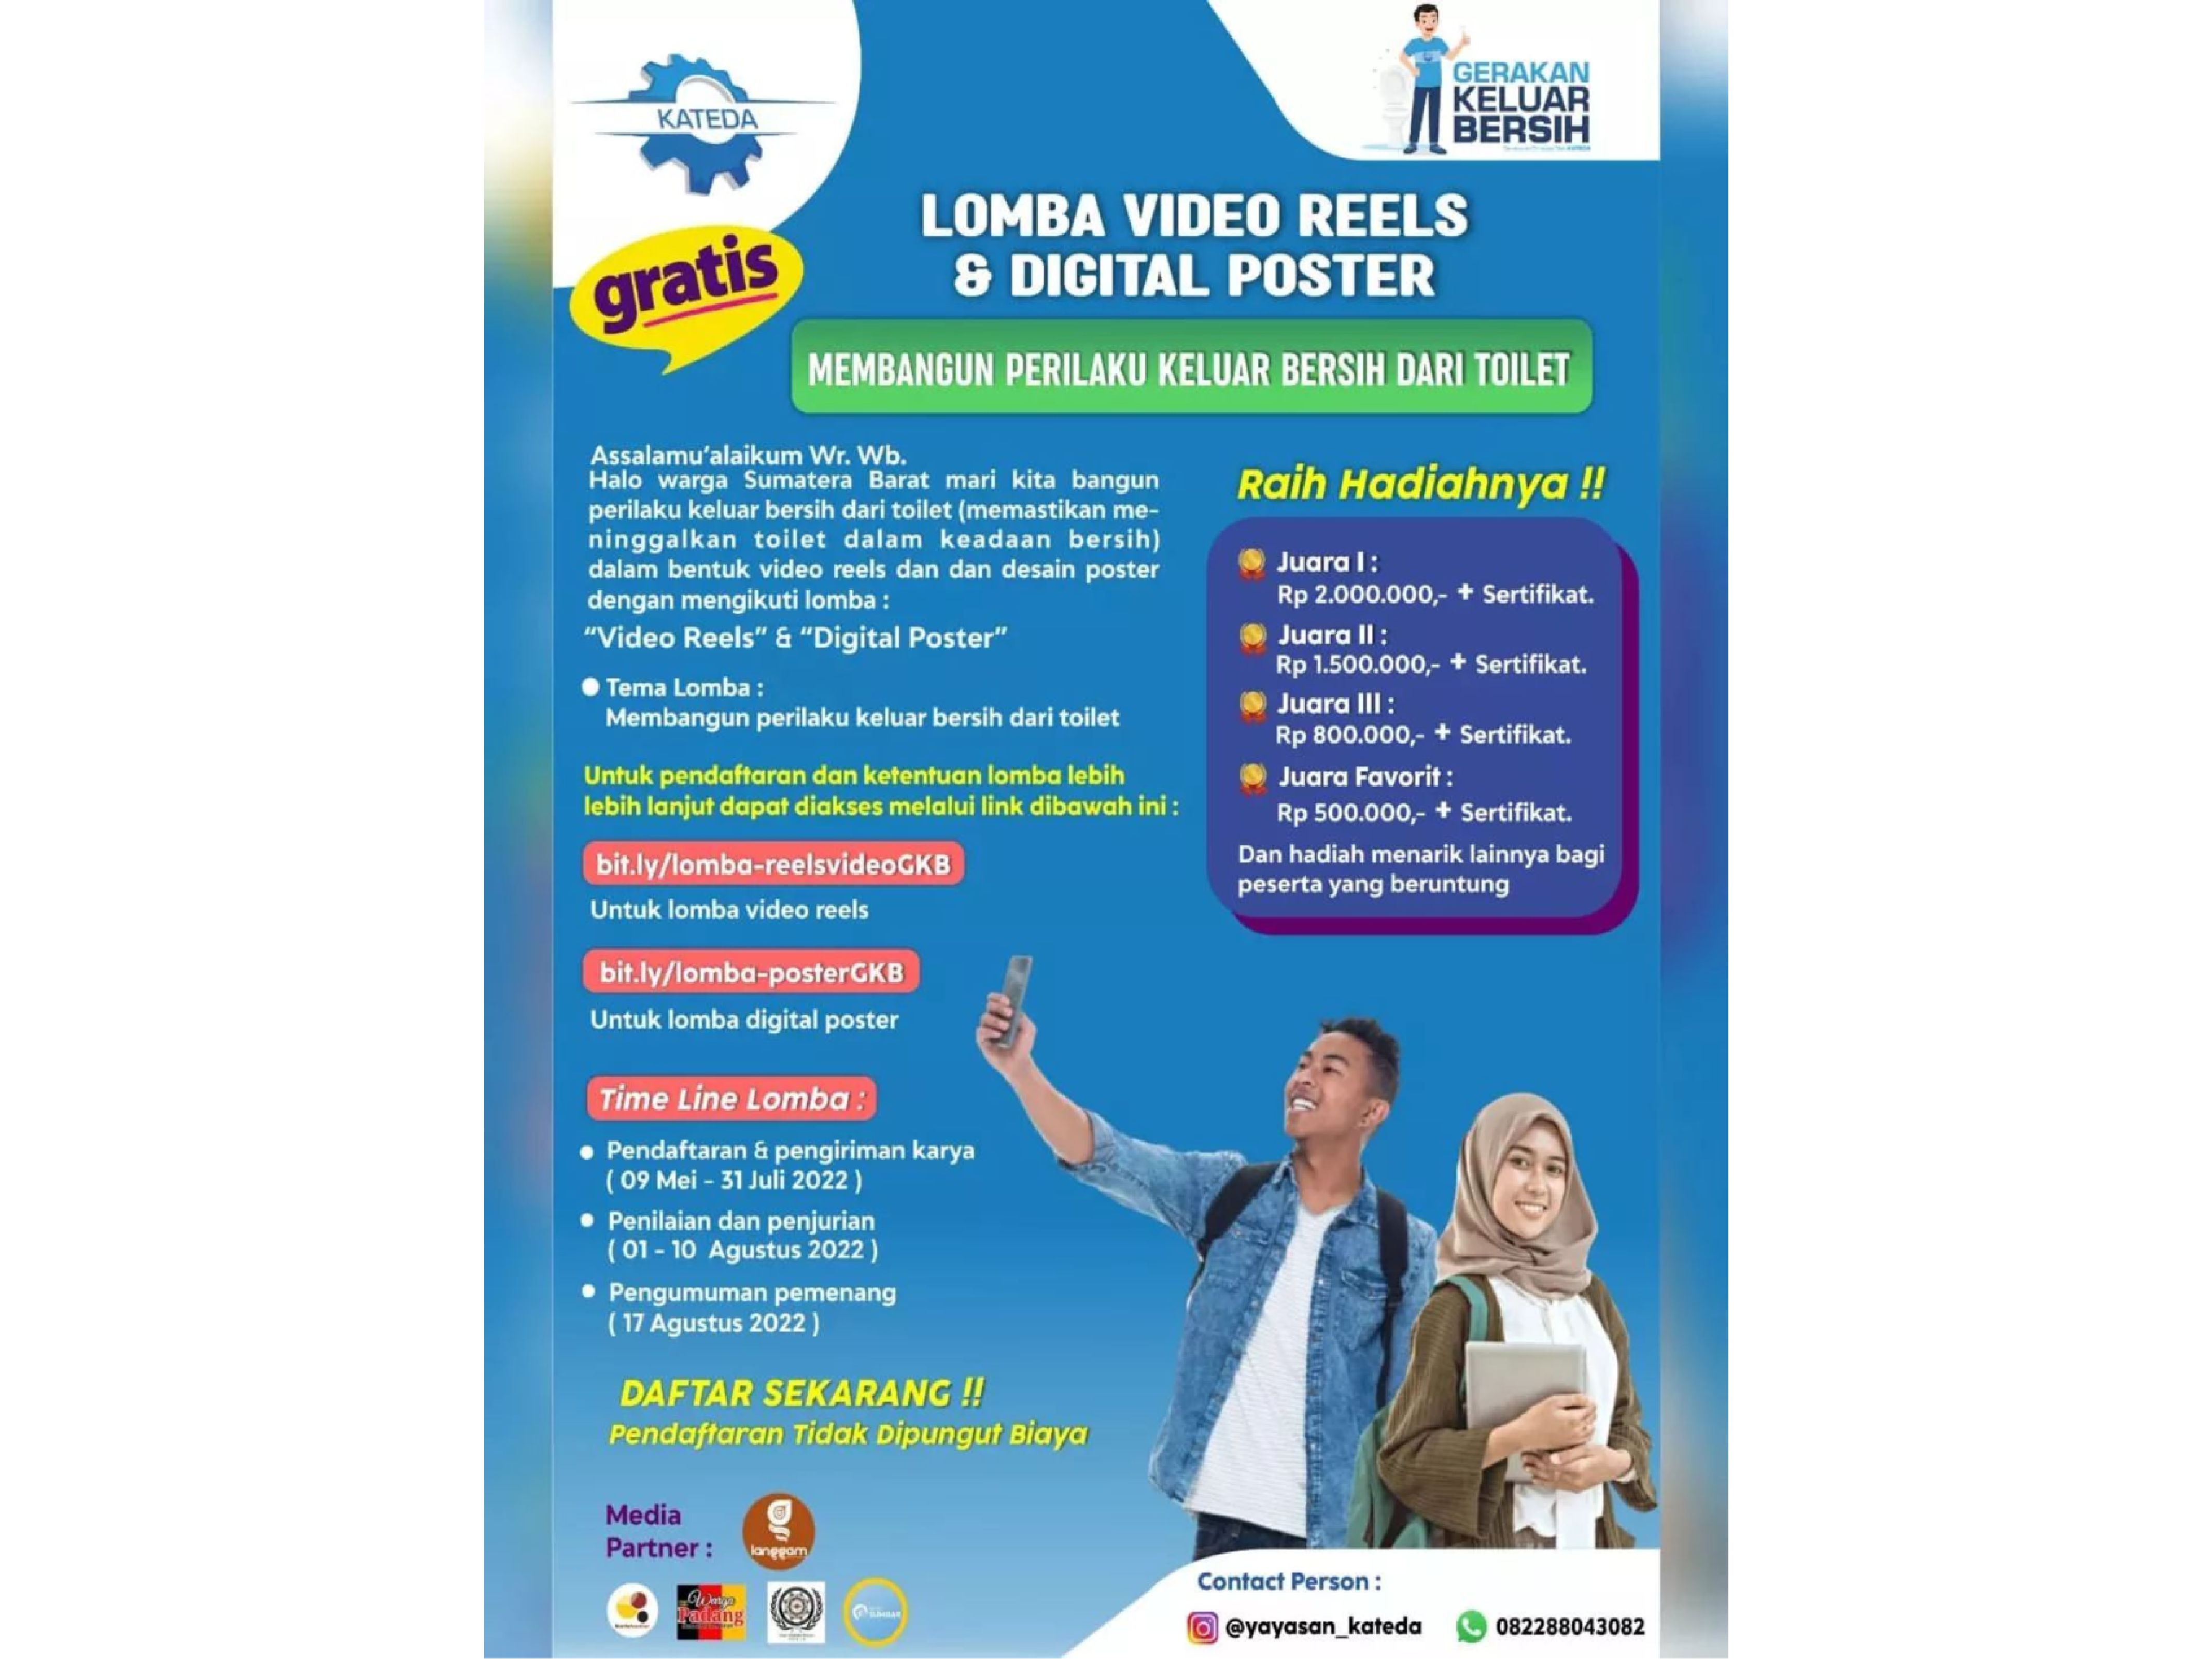 KATEDA
GERAKAN
KELUAR
BERSIH
gratis
LOMBA VIDEO REELS
& DIGITAL POSTER
MEMBANGUN PERILAKU KELUAR BERSIH DARI TOILET
Assalamu'alaikum Wr. Wb.
Halo warga Sumatera Barat mari kita bangun
perilaku keluar bersih dari toilet (memastikan me-
ninggalkan toilet dalam keadaan bersih)
dalam bentuk video reels dan dan desain poster
dengan mengikuti lomba :
“Video Reels” & “Digital Poster”
Tema Lomba :
Membangun perilaku keluar bersih dari toilet
Untuk pendaftaran dan ketentuan lomba lebih
lebih lanjut dapat diakses melalui link dibawah ini :
bit.ly/lomba-reelsvideoGKB
Untuk lomba video reels
bit.ly/lomba-posterGKB
Untuk lomba digital poster
Raih Hadiahnya !!
Juara I :
Rp 2.000.000,- + Sertifikat.
Juara II :
Rp 1.500.000,- + Sertifikat.
Juara III :
Rp 800.000,- + Sertifikat.
Juara Favorit :
Rp 500.000,- + Sertifikat.
Dan hadiah menarik lainnya bagi
peserta yang beruntung
Time Line Lomba :
Pendaftaran & pengiriman karya
( 09 Mei - 31 Juli 2022 )
Penilaian dan penjurian
( 01 - 10 Agustus 2022 )
Pengumuman pemenang
( 17 Agustus 2022 )
DAFTAR SEKARANG !!
Pendaftaran Tidak Dipungut Biaya
Media
Partner :
langgam
Warga
Padang
SUMBAR
Contact Person :
@yayasan_kateda
082288043082